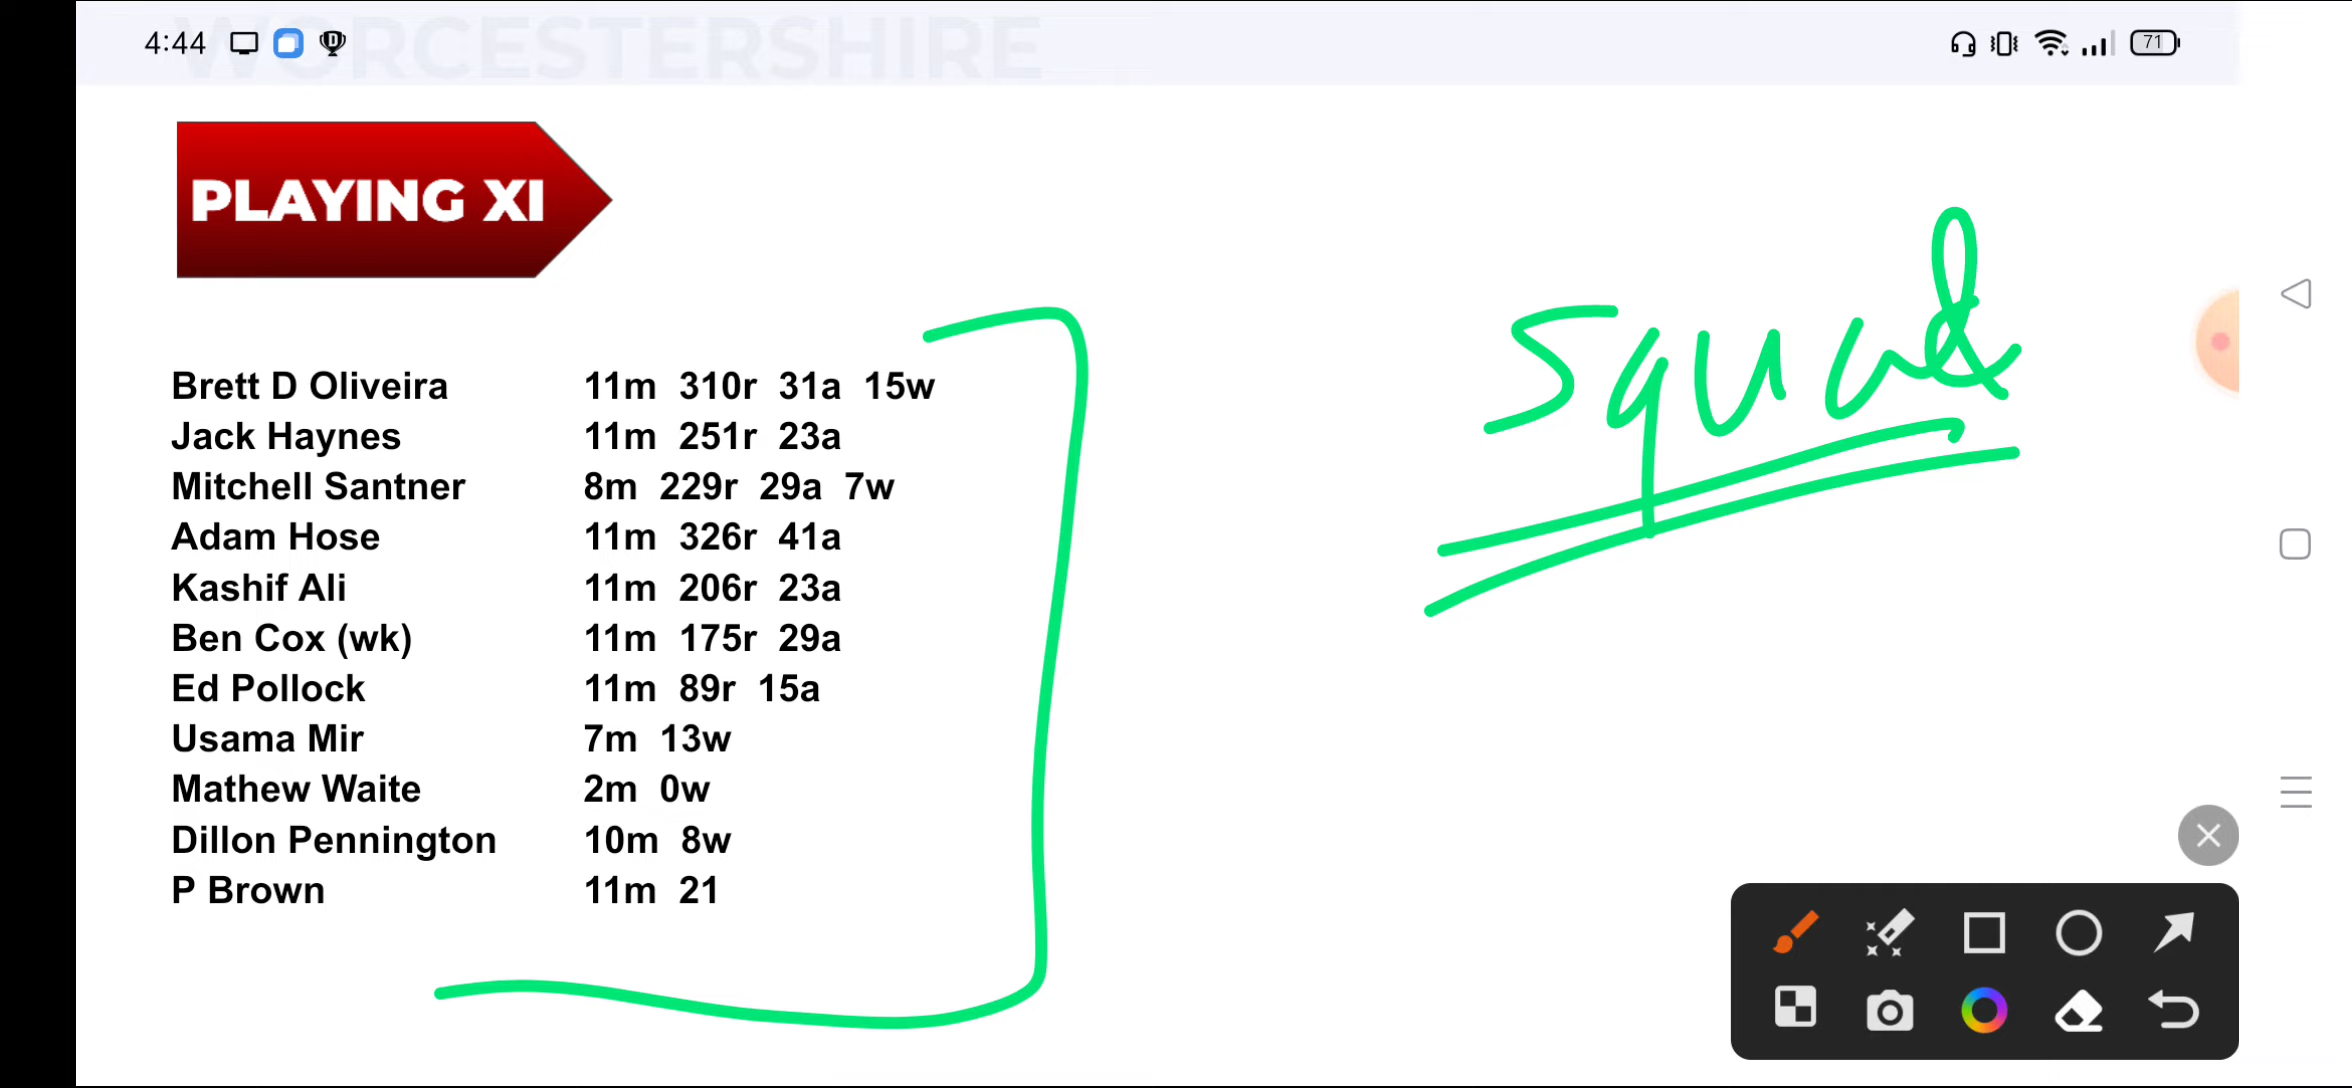 WORCESTERSHIRE
4:44
71
PLAYING XI
squad
Brett D Oliveira 11m 310r 31a 15w
Jack Haynes 11m 251r 23a
Mitchell Santner 8m 229r 29a 7w
Adam Hose 11m 326r 41a
Kashif Ali 11m 206r 23a
Ben Cox (wk) 11m 175r 29a
Ed Pollock 11m 89r 15a
Usama Mir 7m 13w
Mathew Waite 2m 0w
Dillon Pennington 10m 8w
P Brown 11m 21